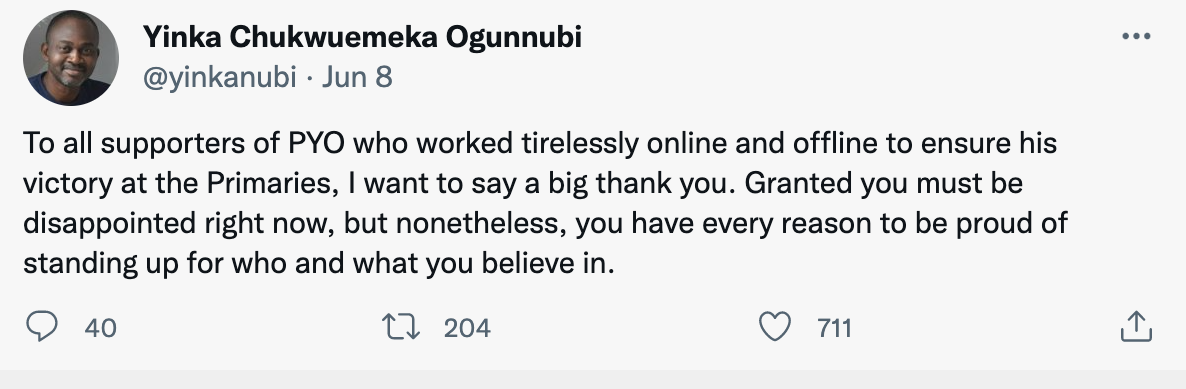 Yinka Chukwuemeka Ogunnubi
@yinkanubi · Jun 8
To all supporters of PYO who worked tirelessly online and offline to ensure his
victory at the Primaries, I want to say a big thank you. Granted you must be
disappointed right now, but nonetheless, you have every reason to be proud of
standing up for who and what you believe in.
40 204 711